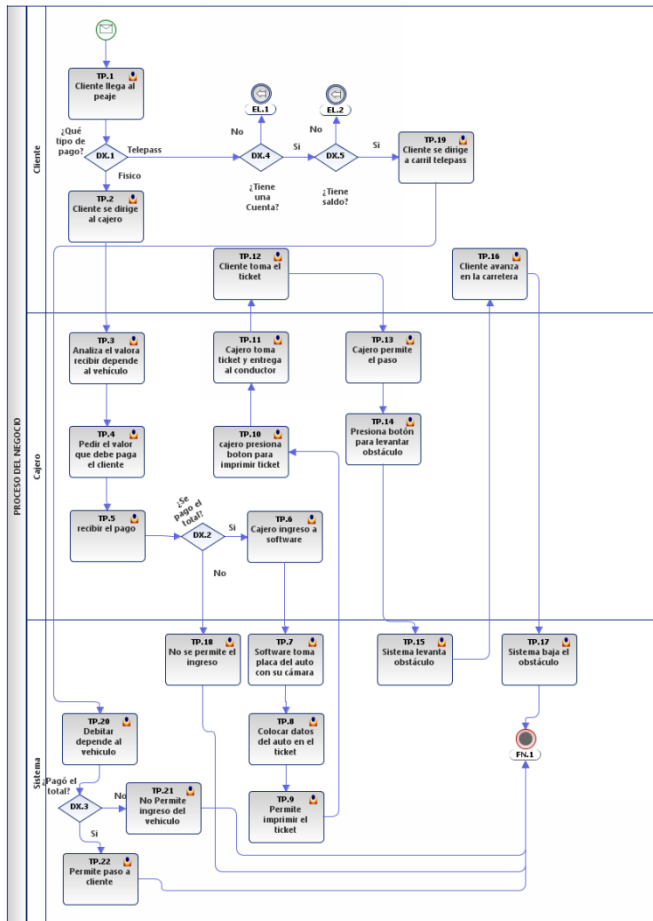 PROCESO DEL NEGOCIO
Cliente
TP.1
Cliente llega al
peaje
¿Qué
tipo de
pago?
DX.1
Telepass
Fisico
TP.2
Cliente se dirige
al cajero
EL.1
No
DX.4
Si
¿Tiene
una
Cuenta?
EL.2
No
DX.5
Si
¿Tiene
saldo?
TP.19
Cliente se dirige
a carril telepass
TP.12
Cliente toma el
ticket
TP.16
Cliente avanza
en la carretera
Cajero
TP.3
Analiza el valora
recibir depende
al vehículo
TP.11
Cajero toma
ticket y entrega
al conductor
TP.13
Cajero permite
el paso
TP.4
Pedir el valor
que debe paga
el cliente
TP.10
cajero presiona
boton para
imprimir ticket
TP.14
Presiona botón
para levantar
obstáculo
TP.5
recibir el pago
¿Se
pago el
total?
DX.2
Si
No
TP.6
Cajero ingreso a
software
Sistema
TP.18
No se permite el
ingreso
TP.7
Software toma
placa del auto
con su cámara
TP.15
Sistema levanta
obstáculo
TP.17
Sistema baja el
obstáculo
TP.20
Debitar
depende al
vehículo
TP.8
Colocar datos
del auto en el
ticket
FN.1
¿Pagó el
total?
DX.3
No
Si
TP.21
No Permite
ingreso del
vehículo
TP.9
Permite
imprimir el
ticket
TP.22
Permite paso a
cliente